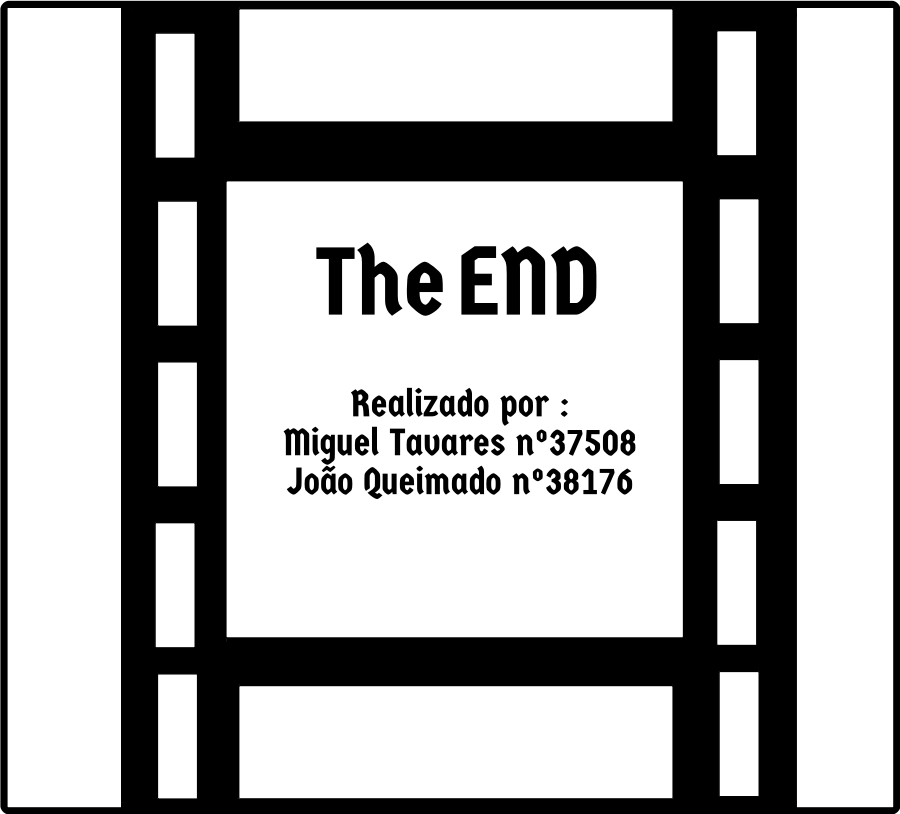 The END
Realizado por :
Miguel Tavares nº37508
João Queimado nº38176